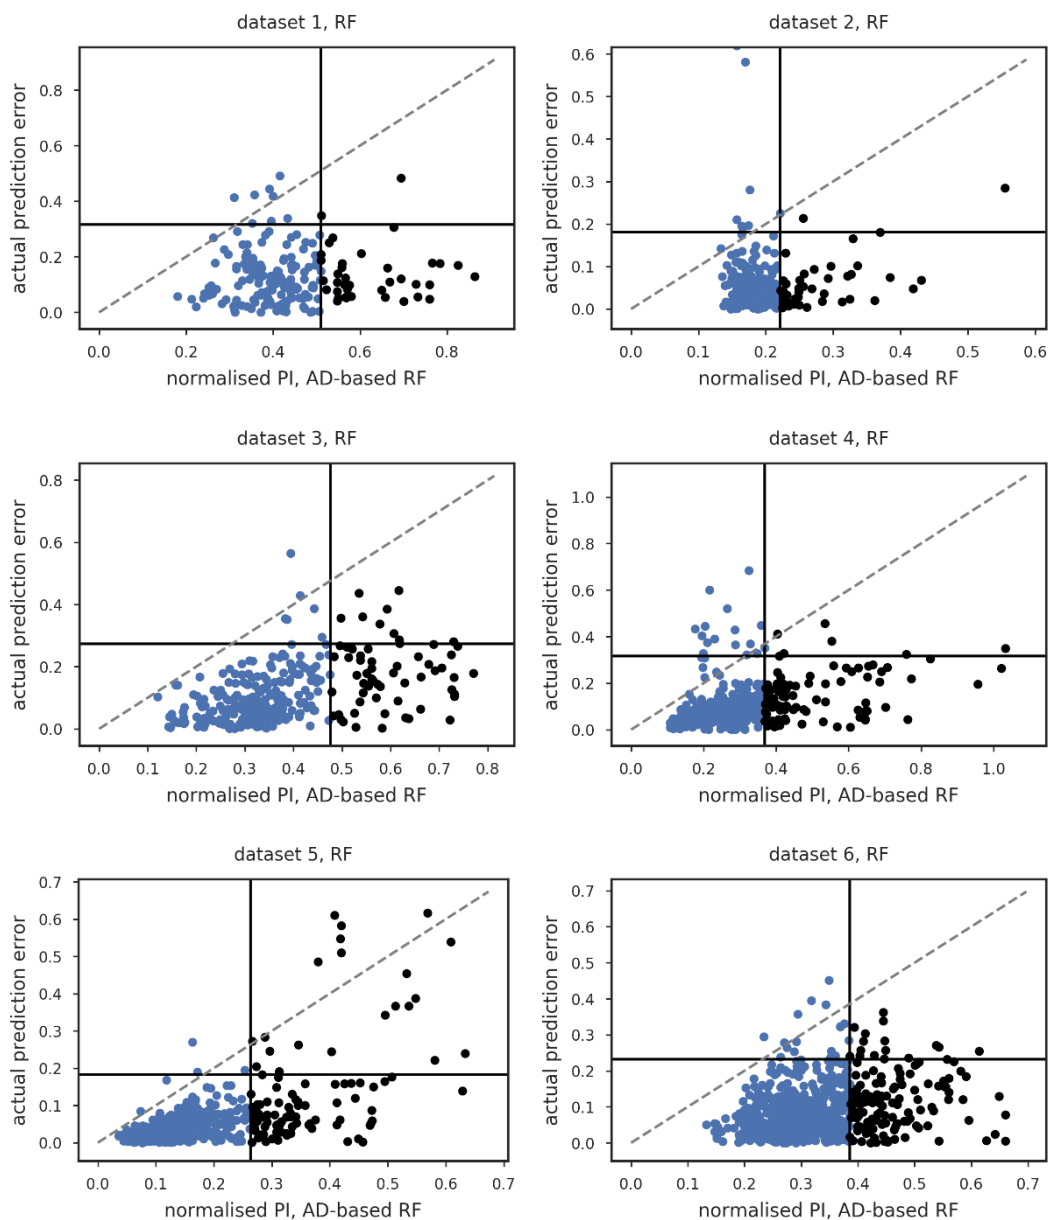 dataset 1, RF
actual prediction error
0.8
0.6
0.4
0.2
0.0
0.0 0.2 0.4 0.6 0.8
normalised PI, AD-based RF
dataset 2, RF
actual prediction error
0.6
0.5
0.4
0.3
0.2
0.1
0.0
0.0 0.1 0.2 0.3 0.4 0.5 0.6
normalised PI, AD-based RF
dataset 3, RF
actual prediction error
0.8
0.6
0.4
0.2
0.0
0.0 0.1 0.2 0.3 0.4 0.5 0.6 0.7 0.8
normalised PI, AD-based RF
dataset 4, RF
actual prediction error
1.0
0.8
0.6
0.4
0.2
0.0
0.0 0.2 0.4 0.6 0.8 1.0
normalised PI, AD-based RF
dataset 5, RF
actual prediction error
0.7
0.6
0.5
0.4
0.3
0.2
0.1
0.0
0.0 0.1 0.2 0.3 0.4 0.5 0.6 0.7
normalised PI, AD-based RF
dataset 6, RF
actual prediction error
0.7
0.6
0.5
0.4
0.3
0.2
0.1
0.0
0.0 0.1 0.2 0.3 0.4 0.5 0.6 0.7
normalised PI, AD-based RF